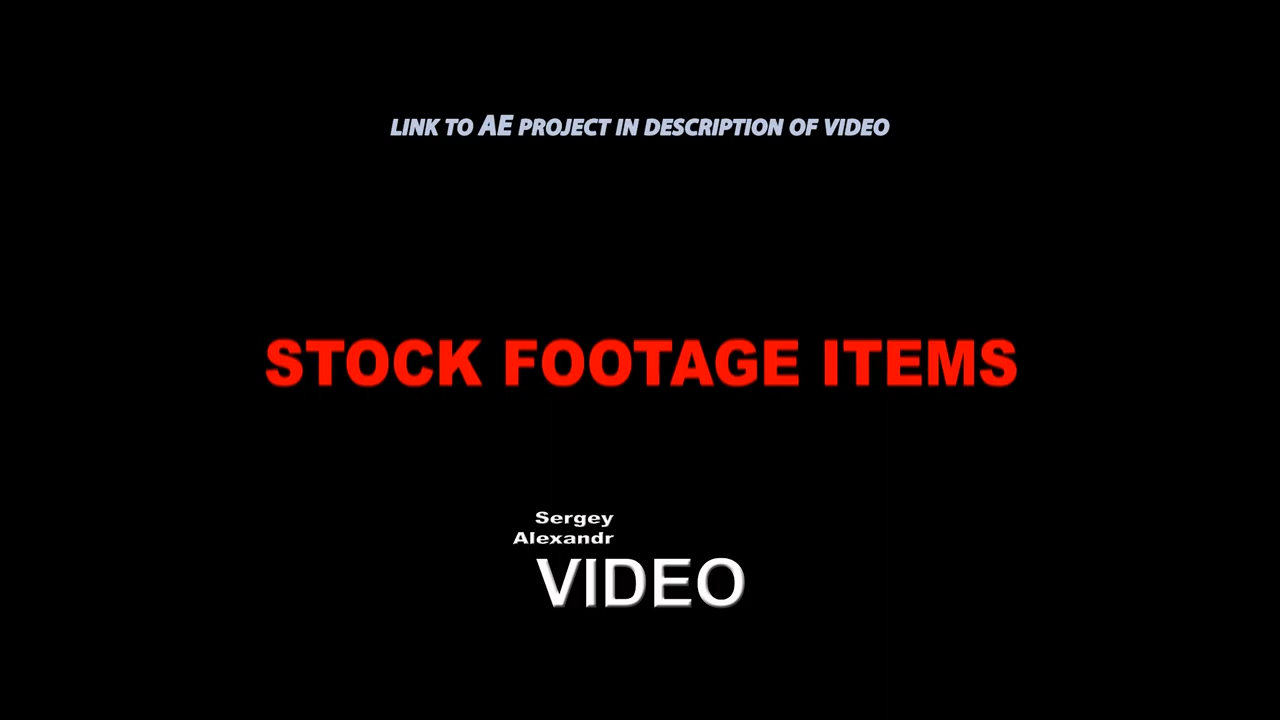 LINK TO AE PROJECT IN DESCRIPTION OF VIDEO
STOCK FOOTAGE ITEMS
Sergey
Alexandr
VIDEO